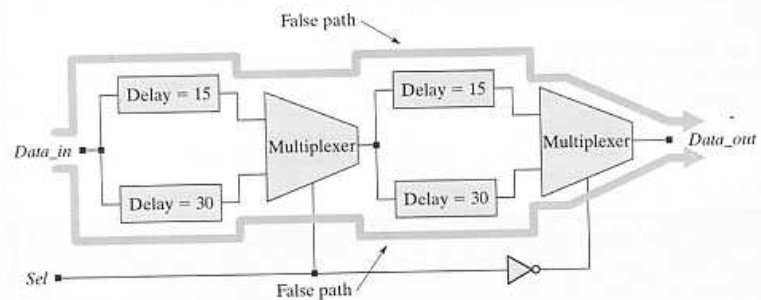 False path
Delay = 15
Delay = 15
Multiplexer
Multiplexer
Data_in
Data_out
Delay = 30
Delay = 30
Sel
False path